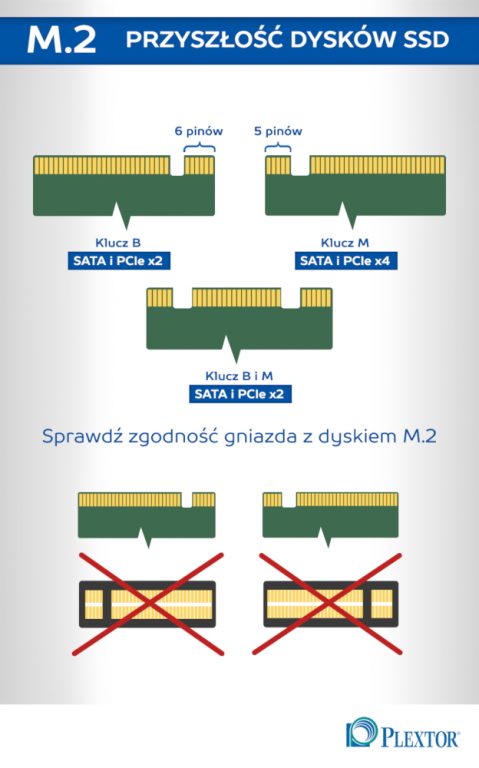 M.2 PRZYSZŁOŚĆ DYSKÓW SSD
6 pinów 5 pinów
Klucz B Klucz M
SATA i PCIe x2 SATA i PCIe x4
Klucz B i M
SATA i PCIe x2
Sprawdź zgodność gniazda z dyskiem M.2
PLEXTOR®